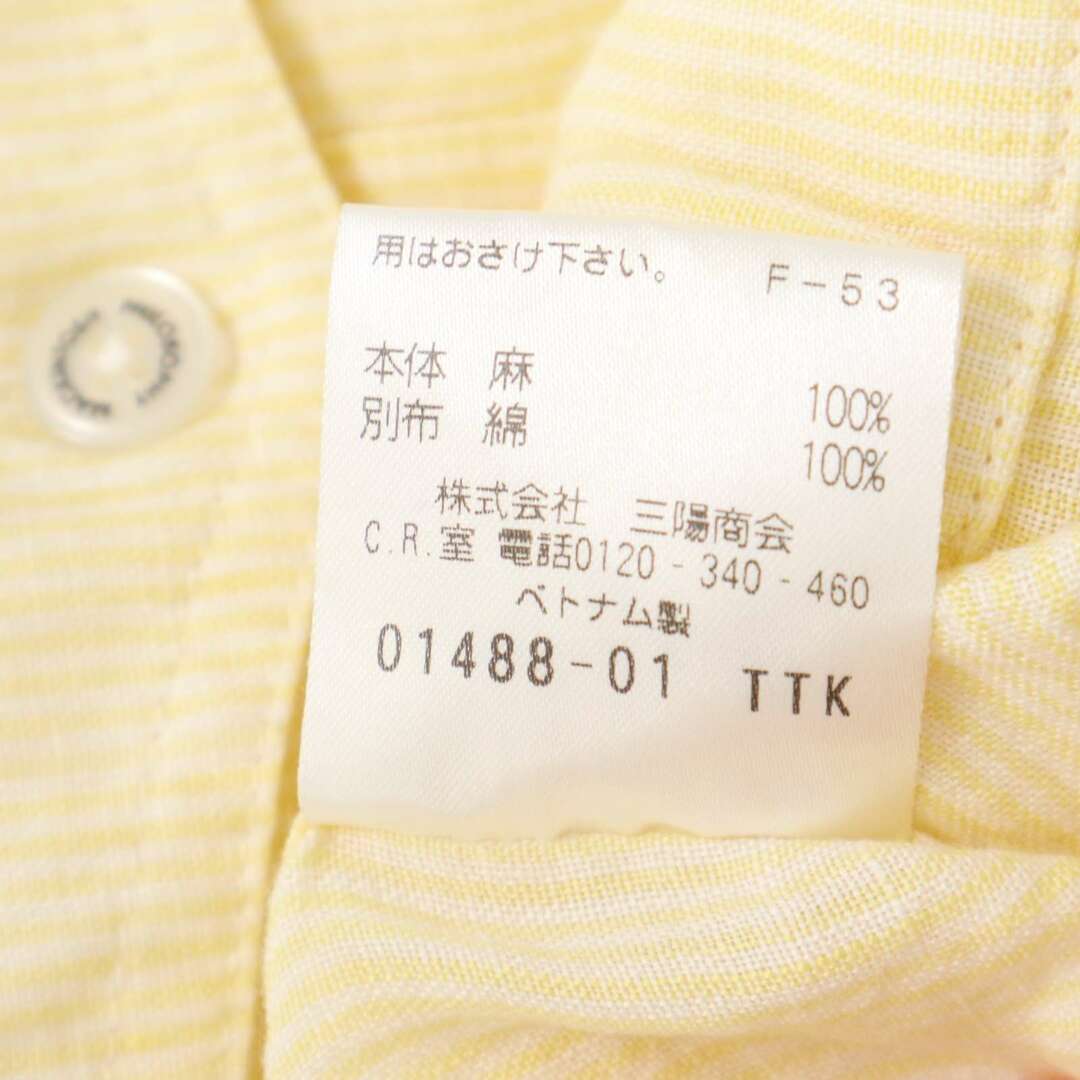 用はおさけ下さい。 F-53
本体 麻 100%
別布 綿 100%
株式会社 三陽商会
C.R.室 電話0120-340-460
ベトナム製
01488-01 TTK